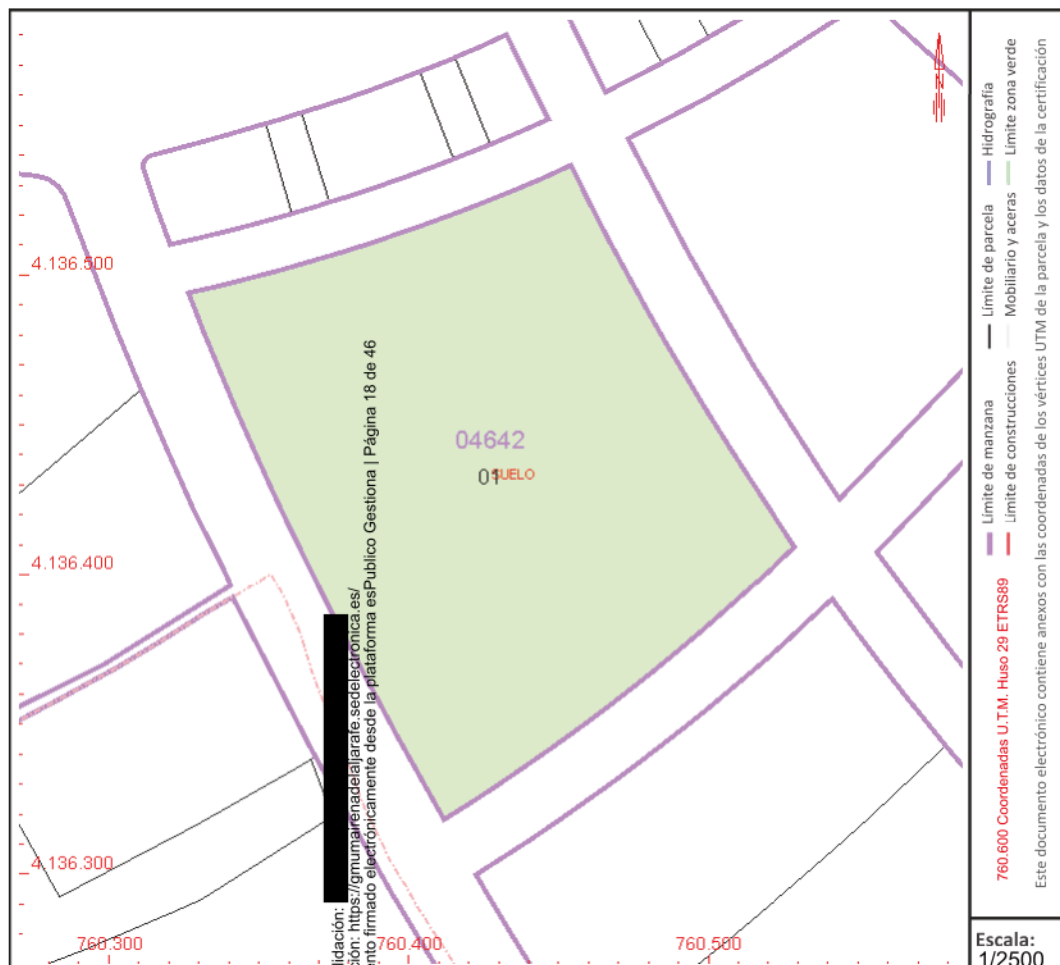 4.136.500
4.136.400
4.136.300
760.300
760.400
760.500
04642
01
SUELO
N
idación:
ción: https://gmumairenadelaljarafe.sedelectronica.es/
ento firmado electrónicamente desde la plataforma esPublico Gestiona | Página 18 de 46
Límite de manzana
Límite de parcela
Hidrografía
Límite de construcciones
Mobiliario y aceras
Límite zona verde
760.600 Coordenadas U.T.M. Huso 29 ETRS89
Este documento electrónico contiene anexos con las coordenadas de los vértices UTM de la parcela y los datos de la certificación
Escala:
1/2500